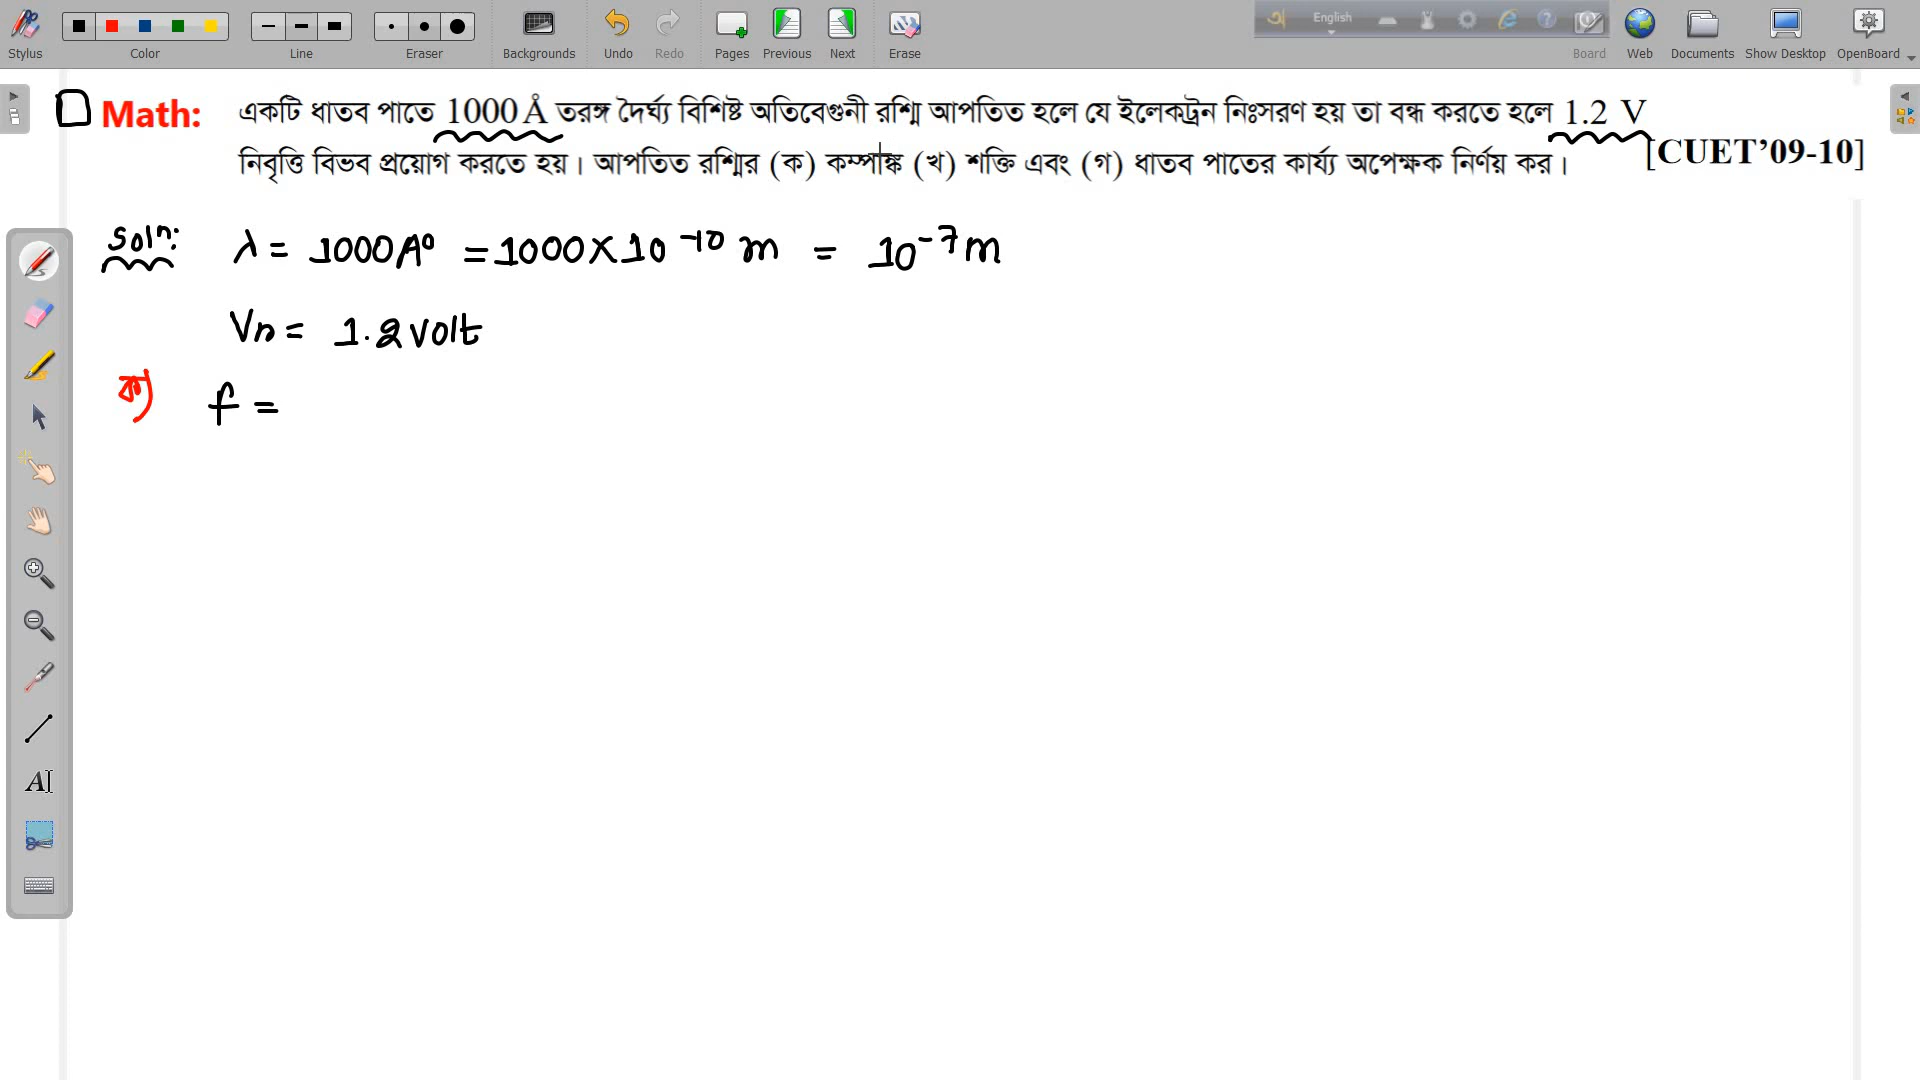 Stylus Color Line Eraser Backgrounds Undo Redo Pages Previous Next Erase English Board Web Documents Show Desktop OpenBoard
Math: একটি ধাতব পাতে 1000 Å তরঙ্গ দৈর্ঘ্য বিশিষ্ট অতিবেগুনী রশ্মি আপতিত হলে যে ইলেকট্রন নিঃসরণ হয় তা বন্ধ করতে হলে 1.2 V
নিবৃত্তি বিভব প্রয়োগ করতে হয়। আপতিত রশ্মির (ক) কম্পাঙ্ক (খ) শক্তি এবং (গ) ধাতব পাতের কার্য্য অপেক্ষক নির্ণয় কর। [CUET’09-10]
Soln: λ = 1000A° = 1000×10⁻¹⁰ m = 10⁻⁷m
Vn = 1.2 volt
ক) f =
AI